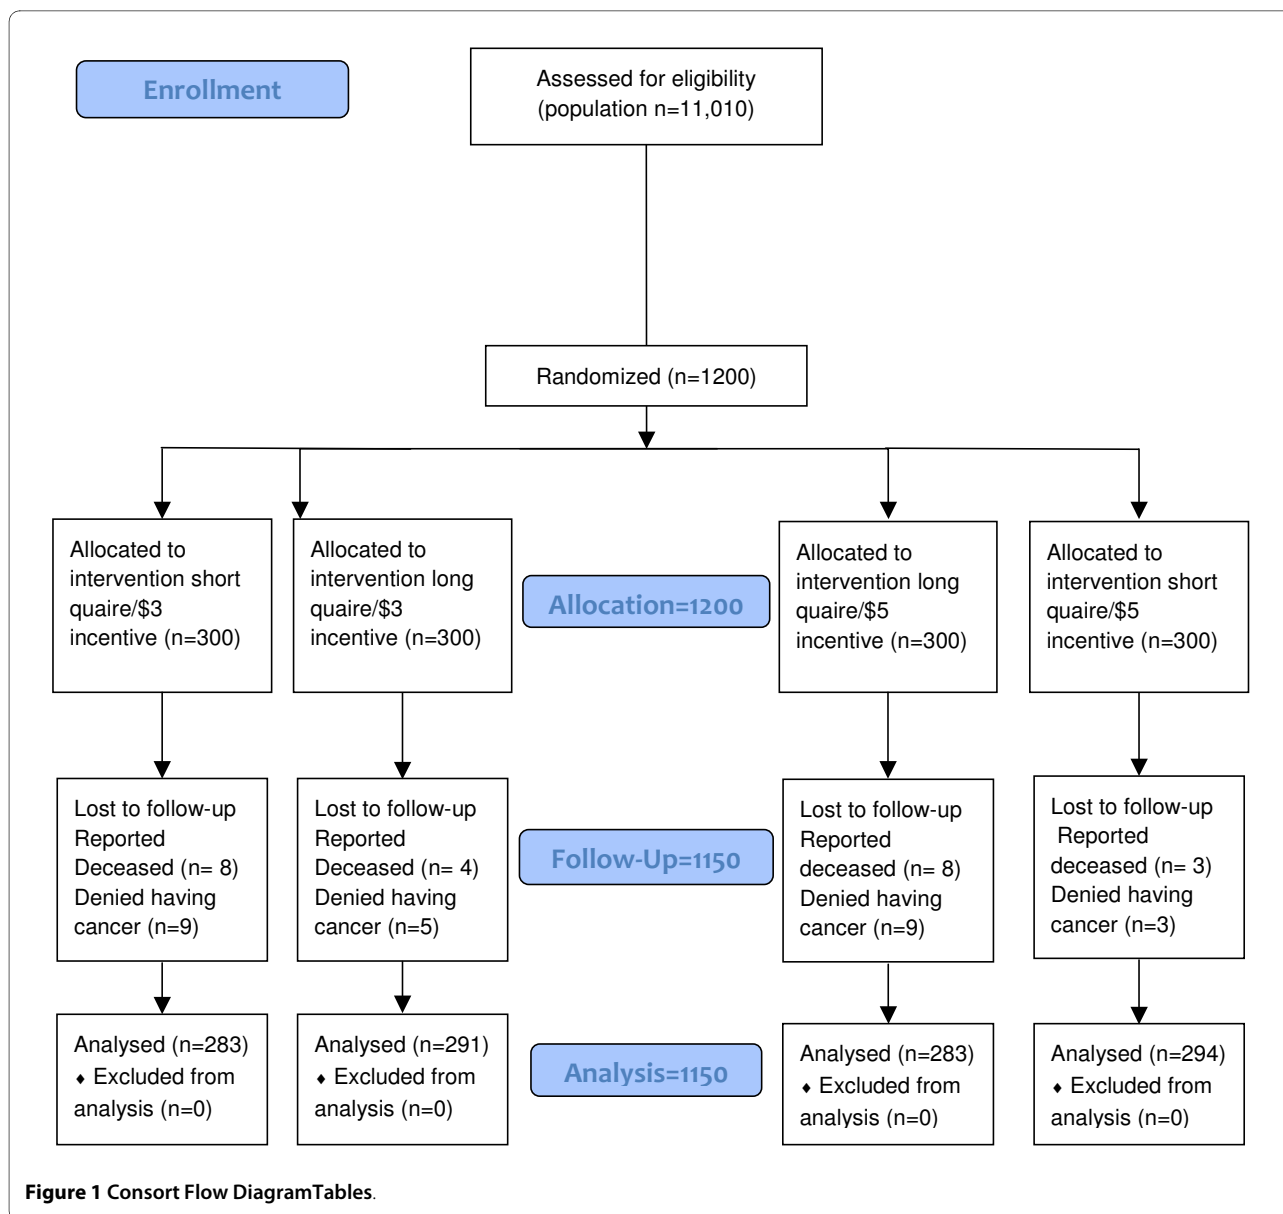 Enrollment
Assessed for eligibility
(population n=11,010)
Randomized (n=1200)
Allocated to
intervention short
quaire/$3
incentive (n=300)
Allocated to
intervention long
quaire/$3
incentive (n=300)
Allocation=1200
Allocated to
intervention long
quaire/$5
incentive (n=300)
Allocated to
intervention short
quaire/$5
incentive (n=300)
Lost to follow-up
Reported
Deceased (n= 8)
Denied having
cancer (n=9)
Lost to follow-up
Reported
Deceased (n= 4)
Denied having
cancer (n=5)
Follow-Up=1150
Lost to follow-up
Reported
deceased (n= 8)
Denied having
cancer (n=9)
Lost to follow-up
Reported
deceased (n= 3)
Denied having
cancer (n=3)
Analysed (n=283)
♦ Excluded from
analysis (n=0)
Analysed (n=291)
♦ Excluded from
analysis (n=0)
Analysis=1150
Analysed (n=283)
♦ Excluded from
analysis (n=0)
Analysed (n=294)
♦ Excluded from
analysis (n=0)
Figure 1 Consort Flow DiagramTables.